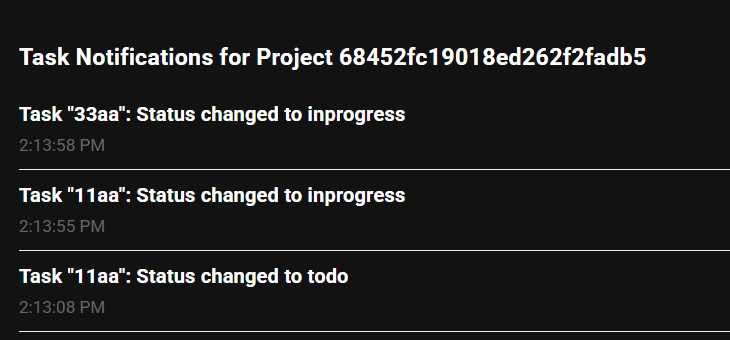 Task Notifications for Project 68452fc19018ed262f2fadb5
Task "33aa": Status changed to inprogress
2:13:58 PM
Task "11aa": Status changed to inprogress
2:13:55 PM
Task "11aa": Status changed to todo
2:13:08 PM